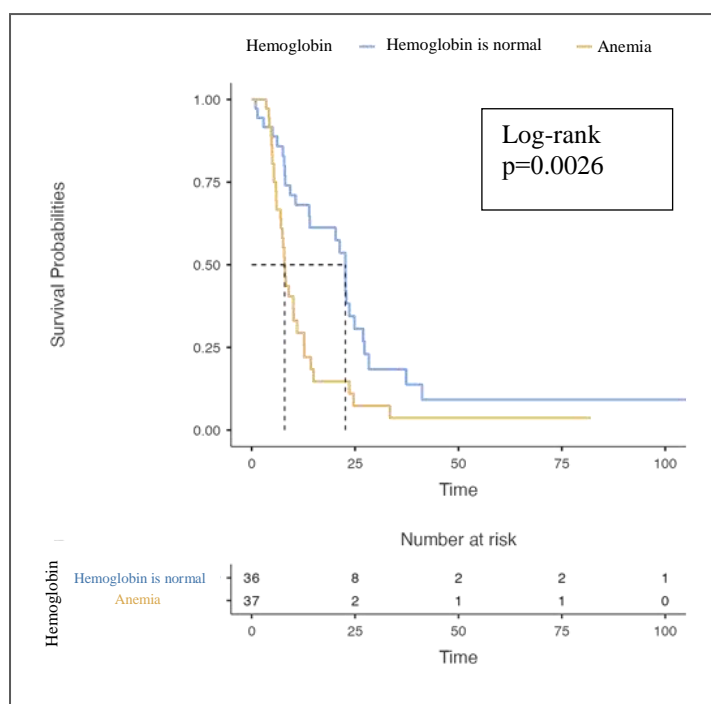 Hemoglobin Hemoglobin is normal Anemia
Log-rank
p=0.0026
Survival Probabilities
1.00
0.75
0.50
0.25
0.00
0 25 50 75 100
Time
Number at risk
Hemoglobin
Hemoglobin is normal 36 8 2 2 1
Anemia 37 2 1 1 0
0 25 50 75 100
Time